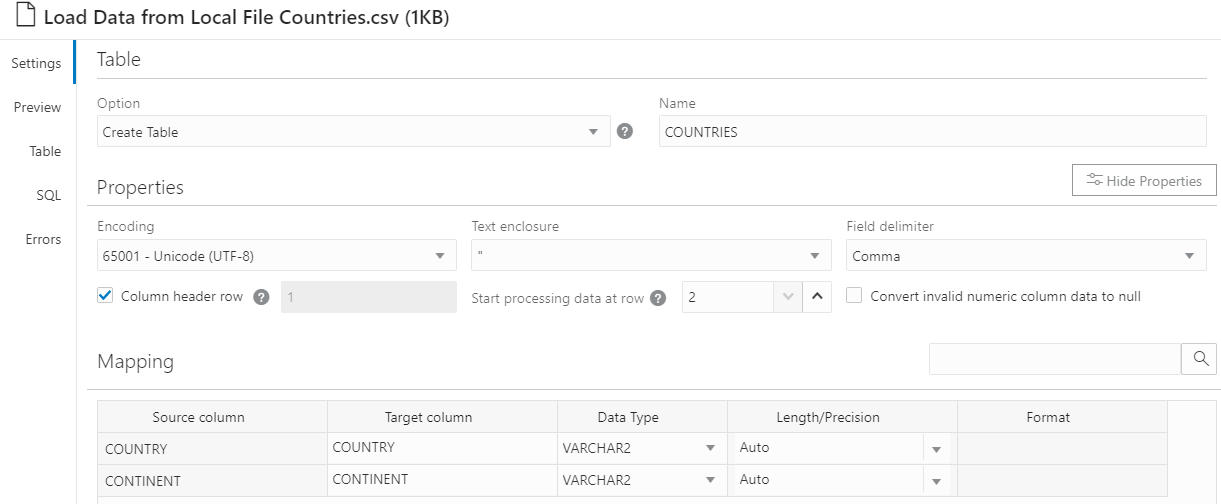 Load Data from Local File Countries.csv (1KB)
Settings
Preview
Table
SQL
Errors
Table
Option Name
Create Table ? COUNTRIES
Properties Hide Properties
Encoding Text enclosure Field delimiter
65001 - Unicode (UTF-8) " Comma
Column header row ? 1 Start processing data at row ? 2 Convert invalid numeric column data to null
Mapping
Source column Target column Data Type Length/Precision Format
COUNTRY COUNTRY VARCHAR2 Auto
CONTINENT CONTINENT VARCHAR2 Auto